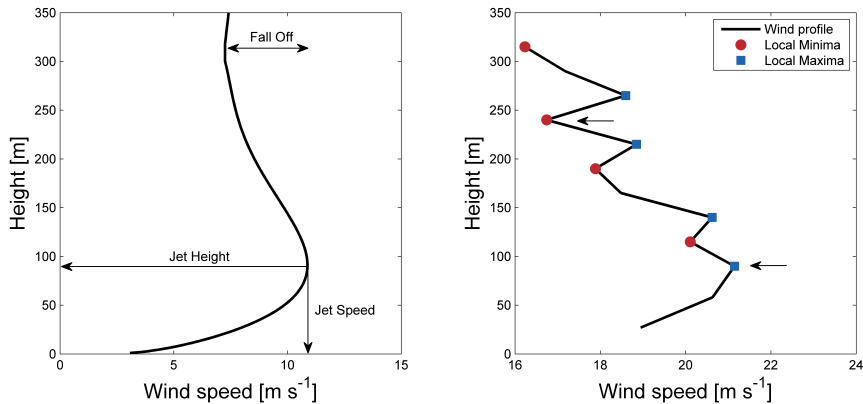 350
300
250
200
150
100
50
0
Height [m]
Fall Off
Jet Height
Jet Speed
0
5
10
15
Wind speed [m s-1]
350
300
250
200
150
100
50
0
Height [m]
Wind profile
Local Minima
Local Maxima
16
18
20
22
24
Wind speed [m s-1]